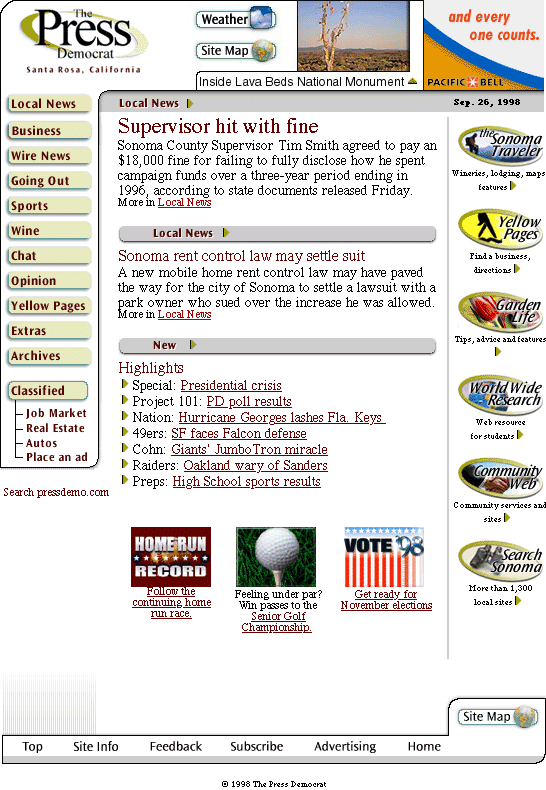 The
Press
Democrat
Santa Rosa, California
Weather
Site Map
Inside Lava Beds National Monument
and every
one counts.
PACIFIC BELL
Local News
Business
Wire News
Going Out
Sports
Wine
Chat
Opinion
Yellow Pages
Extras
Archives
Classified
Job Market
Real Estate
Autos
Place an ad
Search pressdemo.com
Local News
Sep. 26, 1998
Supervisor hit with fine
Sonoma County Supervisor Tim Smith agreed to pay an
$18,000 fine for failing to fully disclose how he spent
campaign funds over a three-year period ending in
1996, according to state documents released Friday.
More in Local News
Local News
Sonoma rent control law may settle suit
A new mobile home rent control law may have paved
the way for the city of Sonoma to settle a lawsuit with a
park owner who sued over the increase he was allowed.
More in Local News
New
Highlights
Special: Presidential crisis
Project 101: PD poll results
Nation: Hurricane Georges lashes Fla. Keys
49ers: SF faces Falcon defense
Cohn: Giants' JumboTron miracle
Raiders: Oakland wary of Sanders
Preps: High School sports results
HOME RUN
RECORD
Follow the
continuing home
run race.
Feeling under par?
Win passes to the
Senior Golf
Championship.
VOTE '98
Get ready for
November elections
the Sonoma
Traveler
Wineries, lodging, maps
features
Yellow
Pages
Find a business,
directions
Garden
Life
Tips, advice and features
World Wide
Research
Web resource
for students
Community
Web
Community services and
sites
Search
Sonoma
More than 1,300
local sites
Site Map
Top Site Info Feedback Subscribe Advertising Home
© 1998 The Press Democrat